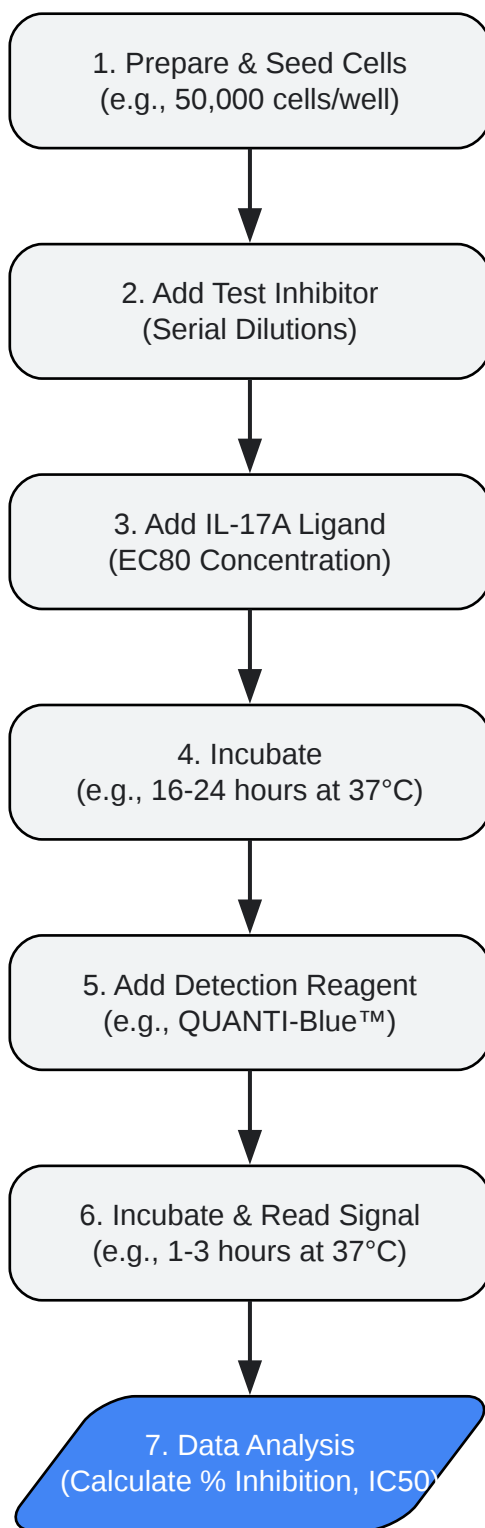 1. Prepare & Seed Cells
(e.g., 50,000 cells/well)
2. Add Test Inhibitor
(Serial Dilutions)
3. Add IL-17A Ligand
(EC80 Concentration)
4. Incubate
(e.g., 16-24 hours at 37°C)
5. Add Detection Reagent
(e.g., QUANTI-Blue™)
6. Incubate & Read Signal
(e.g., 1-3 hours at 37°C)
7. Data Analysis
(Calculate % Inhibition, IC50)